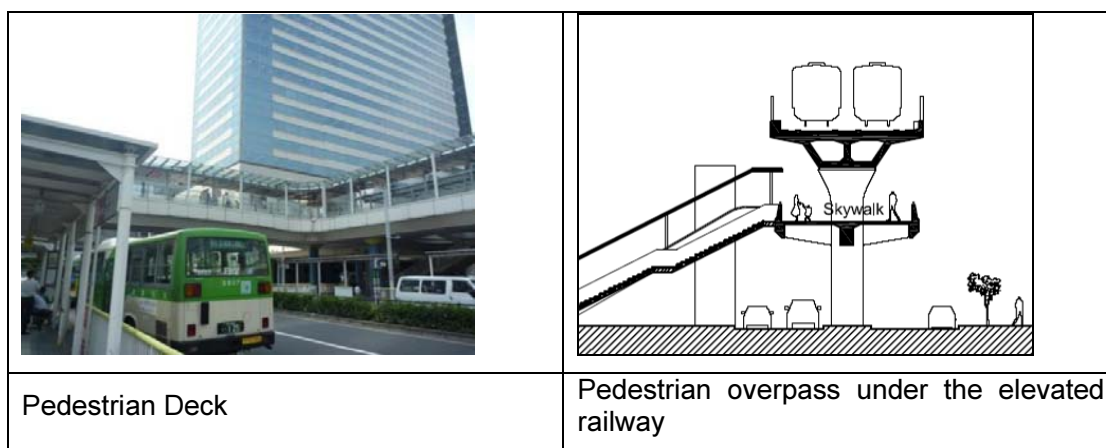 Skywalk
Pedestrian Deck
Pedestrian overpass under the elevated
railway